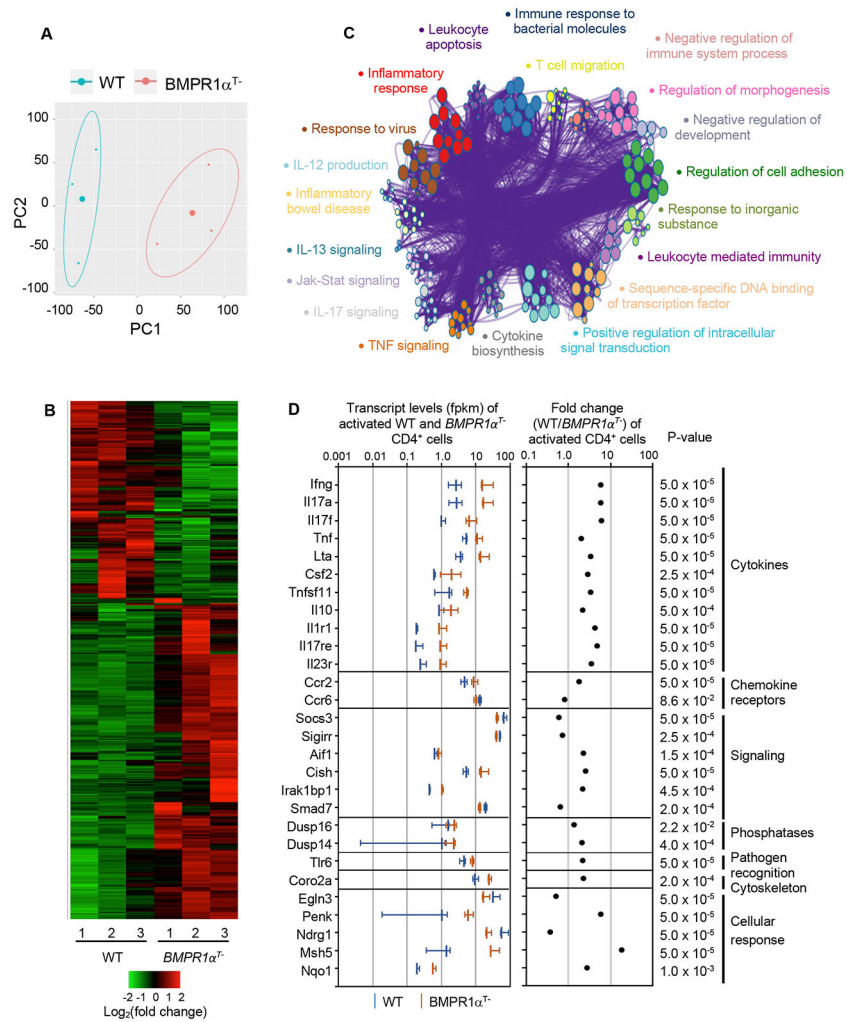 A
WT BMPR1αᵀ⁻
100
50
0
-50
-100
PC2
-100 -50 0 50 100
PC1
C
• Immune response to
bacterial molecules
• Leukocyte
apoptosis
• Negative regulation of
immune system process
• T cell migration
• Inflammatory
response
• Regulation of morphogenesis
• Response to virus
• Negative regulation of
development
• IL-12 production
• Regulation of cell adhesion
• Inflammatory
bowel disease
• Response to inorganic
substance
• IL-13 signaling
• Leukocyte mediated immunity
• Jak-Stat signaling
• Sequence-specific DNA binding
of transcription factor
• IL-17 signaling
• Cytokine
biosynthesis
• Positive regulation of intracellular
signal transduction
• TNF signaling
B
1 2 3 1 2 3
WT BMPR1αᵀ⁻
-2 -1 0 1 2
Log₂(fold change)
D
Transcript levels (fpkm) of
activated WT and BMPR1αᵀ⁻
CD4⁺ cells
Fold change
(WT/BMPR1αᵀ⁻) of
activated CD4⁺ cells
P-value
0.001 0.01 0.1 1.0 10 100 0.1 1.0 10 100
Ifng 5.0 x 10⁻⁵
Il17a 5.0 x 10⁻⁵
Il17f 5.0 x 10⁻⁵
Tnf 5.0 x 10⁻⁵
Lta 5.0 x 10⁻⁵
Csf2 2.5 x 10⁻⁴
Tnfsf11 5.0 x 10⁻⁵
Il10 5.0 x 10⁻⁴
Il1r1 5.0 x 10⁻⁵
Il17re 5.0 x 10⁻⁵
Il23r 5.0 x 10⁻⁵
Cytokines
Ccr2 5.0 x 10⁻⁵
Ccr6 8.6 x 10⁻²
Chemokine
receptors
Socs3 5.0 x 10⁻⁵
Sigirr 2.5 x 10⁻⁴
Aif1 1.5 x 10⁻⁴
Cish 5.0 x 10⁻⁵
Irak1bp1 4.5 x 10⁻⁴
Smad7 2.0 x 10⁻⁴
Signaling
Dusp16 2.2 x 10⁻²
Dusp14 4.0 x 10⁻⁴
Phosphatases
Tlr6 5.0 x 10⁻⁵
Pathogen
recognition
Coro2a 2.0 x 10⁻⁴
Cytoskeleton
Egln3 5.0 x 10⁻⁵
Penk 5.0 x 10⁻⁵
Ndrg1 5.0 x 10⁻⁵
Msh5 5.0 x 10⁻⁵
Nqo1 1.0 x 10⁻³
Cellular
response
WT BMPR1αᵀ⁻